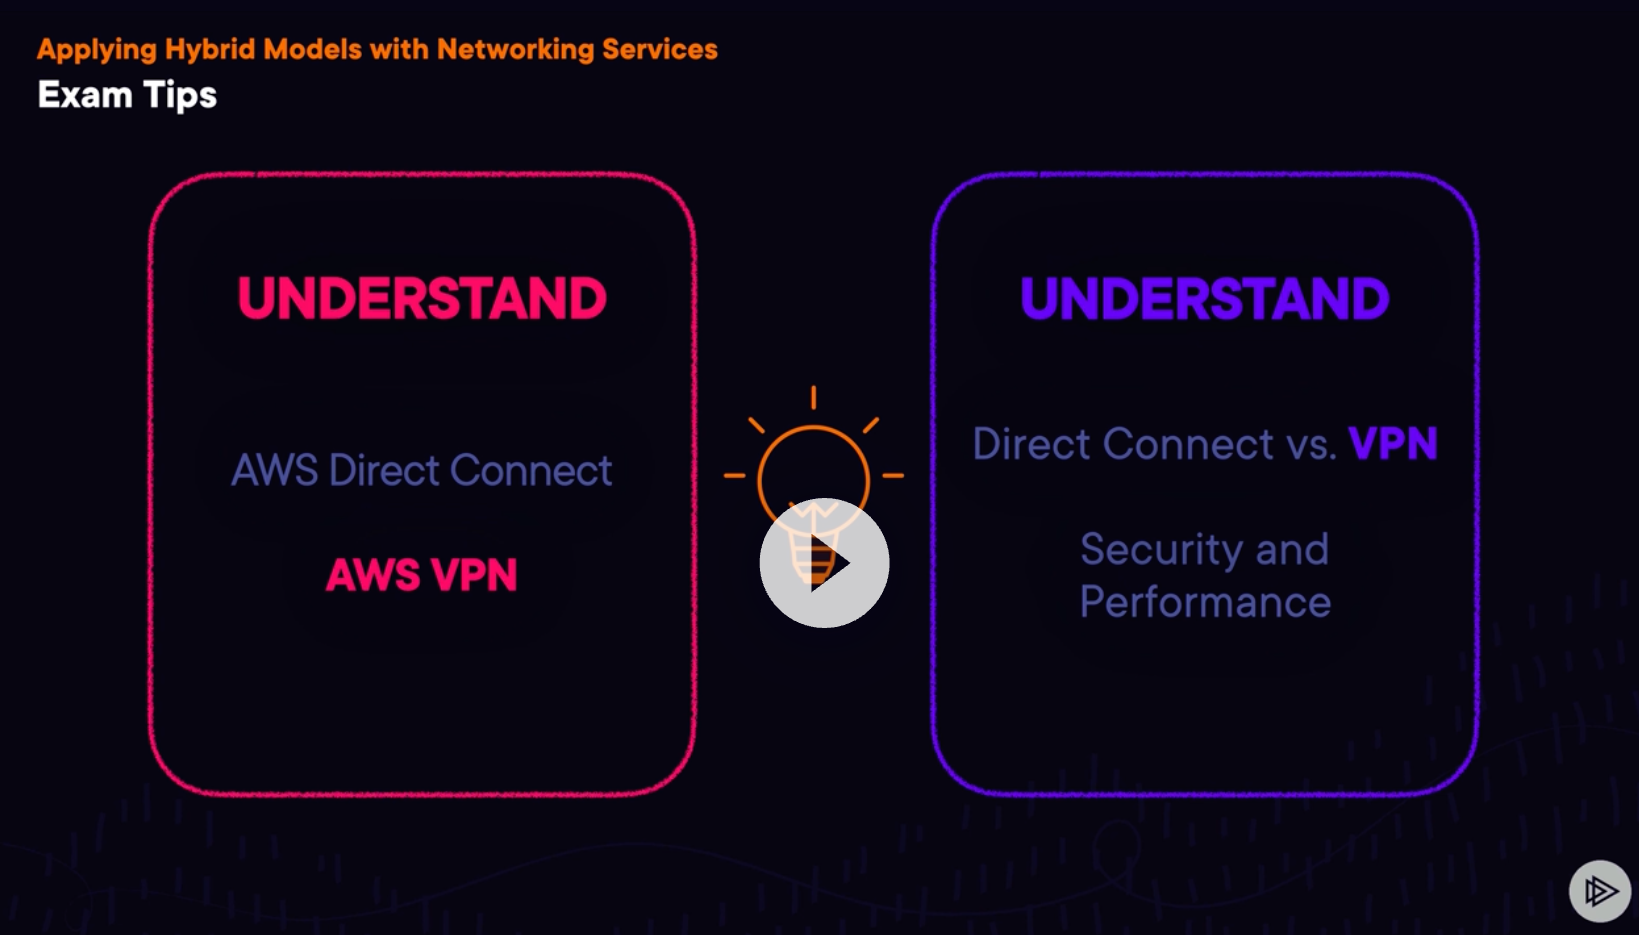 Applying Hybrid Models with Networking Services
Exam Tips
UNDERSTAND
AWS Direct Connect
AWS VPN
UNDERSTAND
Direct Connect vs. VPN
Security and
Performance